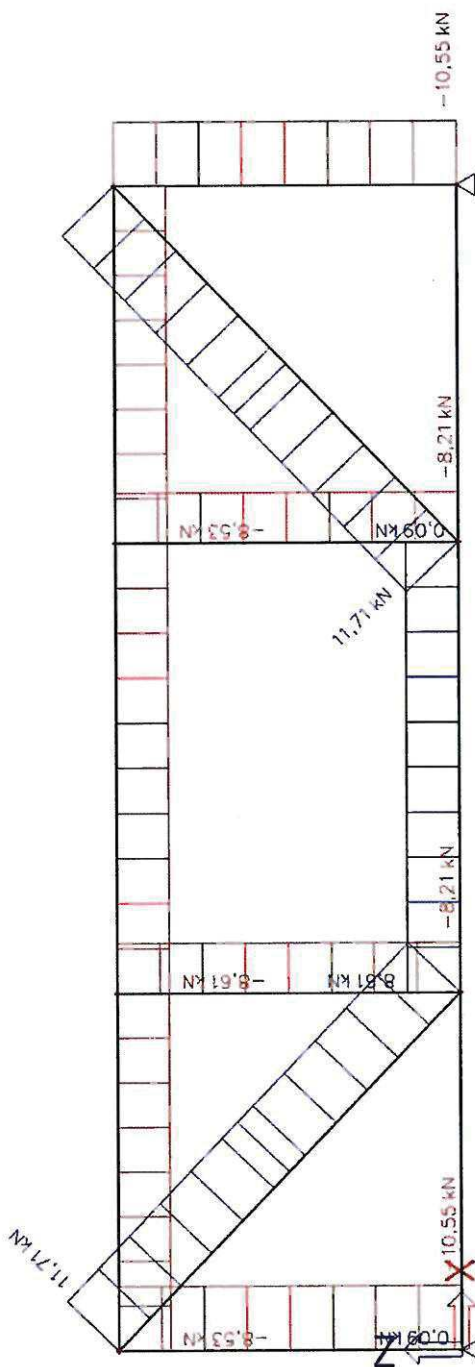 11,71 kN
-8,53 kN
-8,61 kN
-8,53 kN
11,71 kN
0,09 kN
8,61 kN
0,09 kN
Z
X
10,55 kN
-8,21 kN
-8,21 kN
-10,55 kN